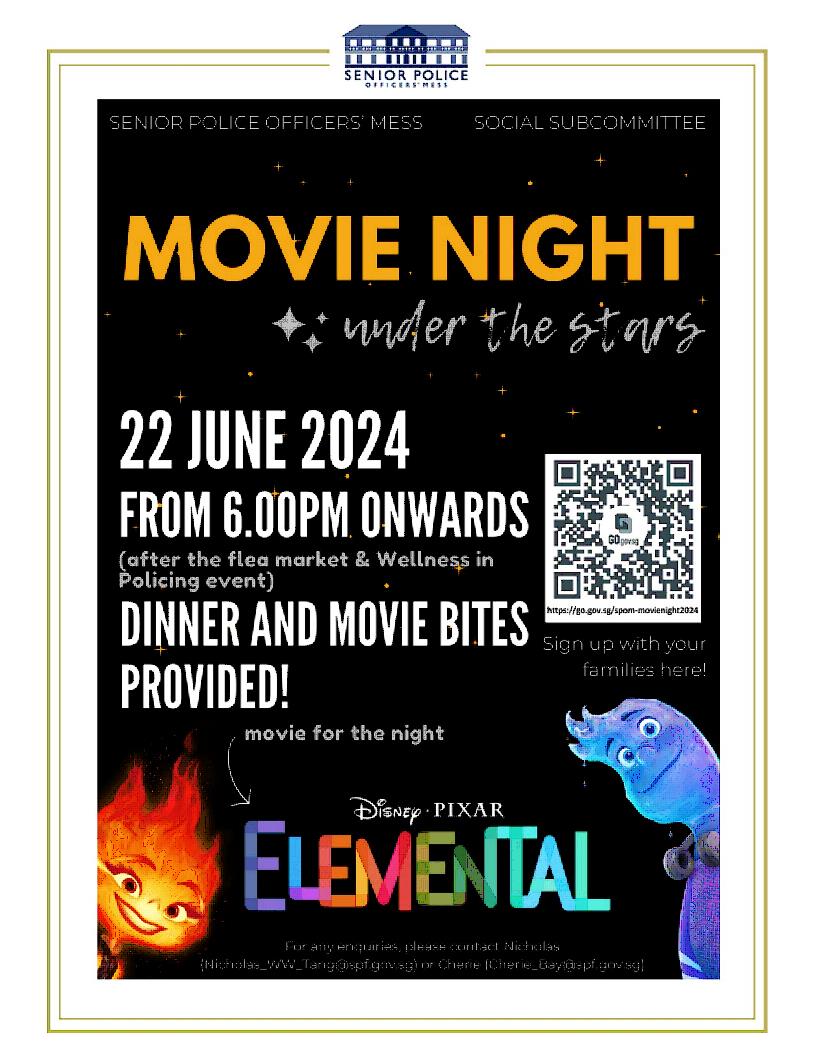 SENIOR POLICE
OFFICERS' MESS
SENIOR POLICE OFFICERS' MESS
SOCIAL SUBCOMMITTEE
MOVIE NIGHT
under the stars
22 JUNE 2024
FROM 6.00PM ONWARDS
(after the flea market & Wellness in
Policing event)
DINNER AND MOVIE BITES
PROVIDED!
GOgovsg
https://go.gov.sg/spom-movienight2024
Sign up with your
families here!
movie for the night
Disney · PIXAR
ELEMENTAL
For any enquiries, please contact Nicholas
(Nicholas_WW_Tang@spf.gov.sg) or Cherie (Cherie_Bay@spf.gov.sg)